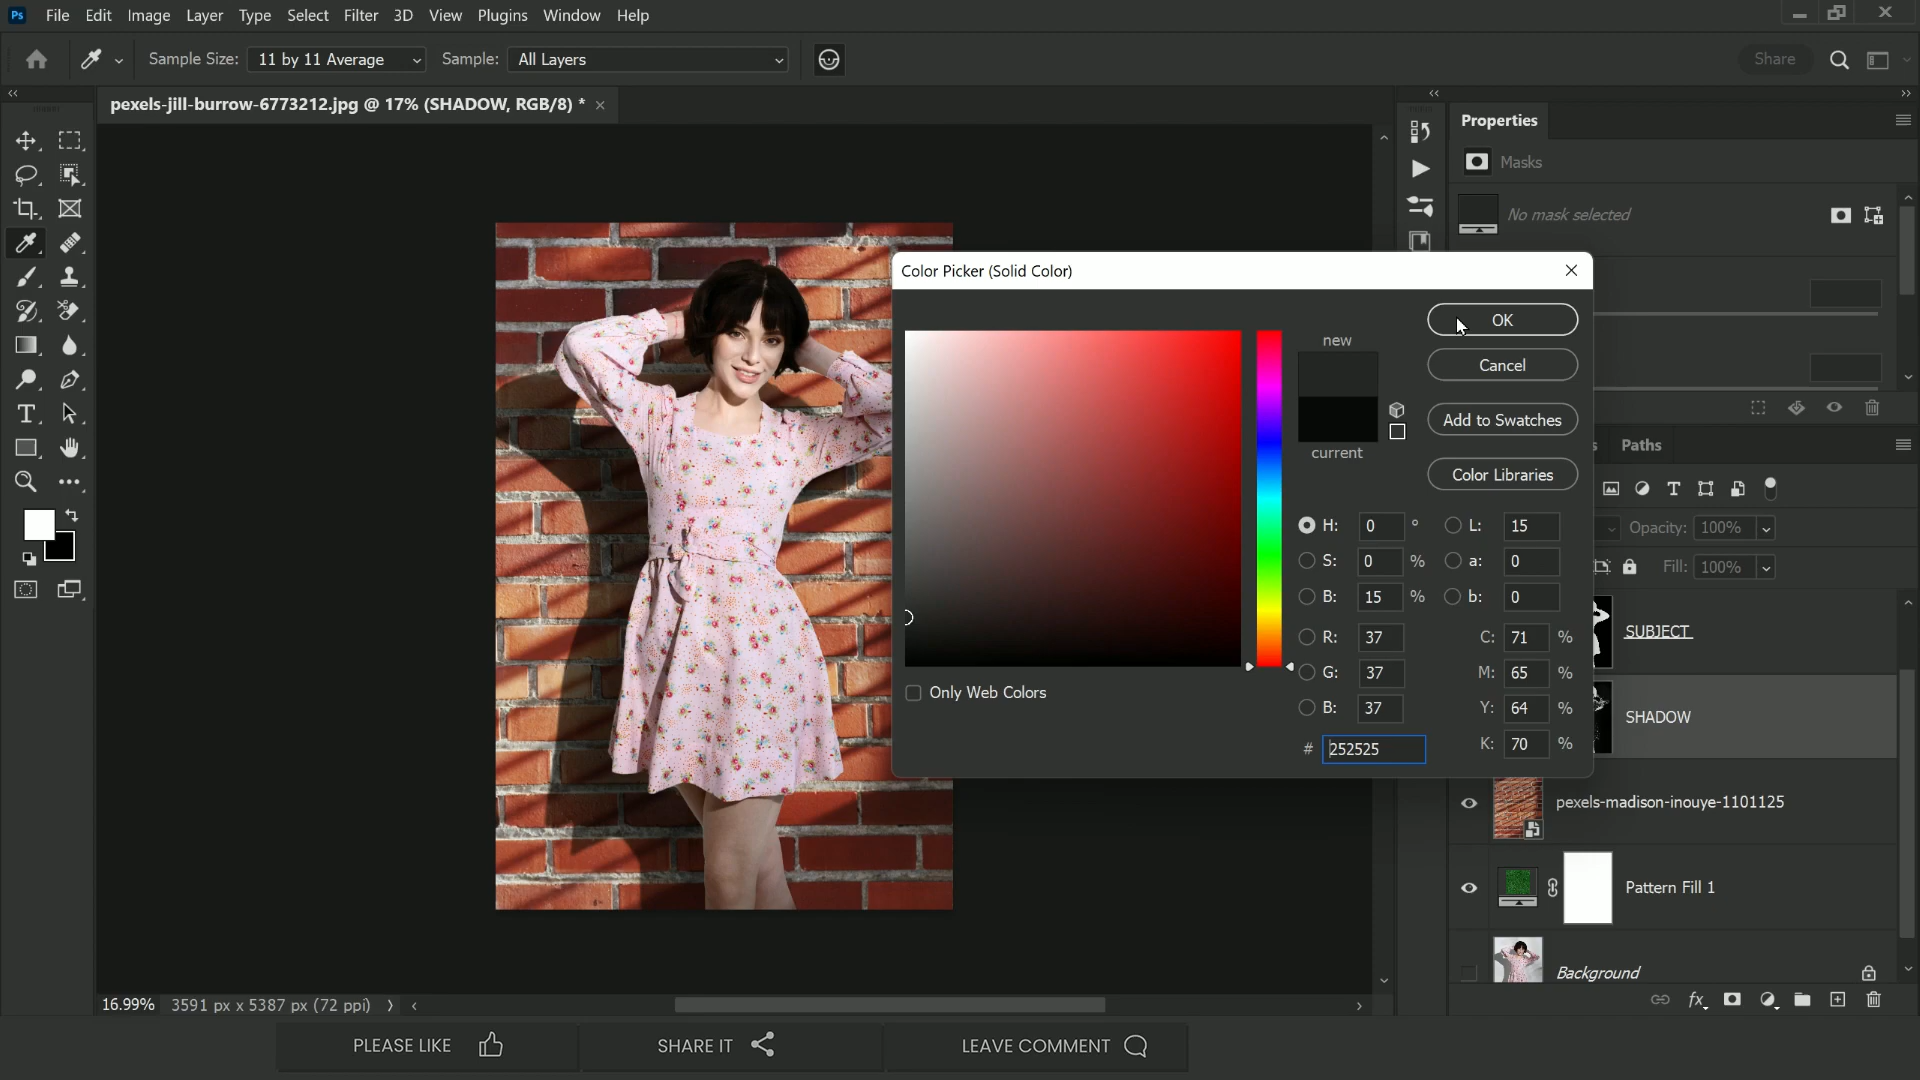 Ps File Edit Image Layer Type Select Filter 3D View Plugins Window Help
Sample Size: 11 by 11 Average Sample: All Layers Share
pexels-jill-burrow-6773212.jpg @ 17% (SHADOW, RGB/8) * ×
Properties
Masks
No mask selected
Color Picker (Solid Color)
OK
new
Cancel
Add to Swatches
current
Color Libraries
H: 0 ° L: 15
S: 0 % a: 0
B: 15 % b: 0
R: 37 C: 71 %
G: 37 M: 65 %
B: 37 Y: 64 %
# 252525 K: 70 %
Only Web Colors
s Paths
T
Opacity: 100%
Fill: 100%
SUBJECT
SHADOW
pexels-madison-inouye-1101125
Pattern Fill 1
Background
fx
16.99% 3591 px x 5387 px (72 ppi)
PLEASE LIKE SHARE IT LEAVE COMMENT